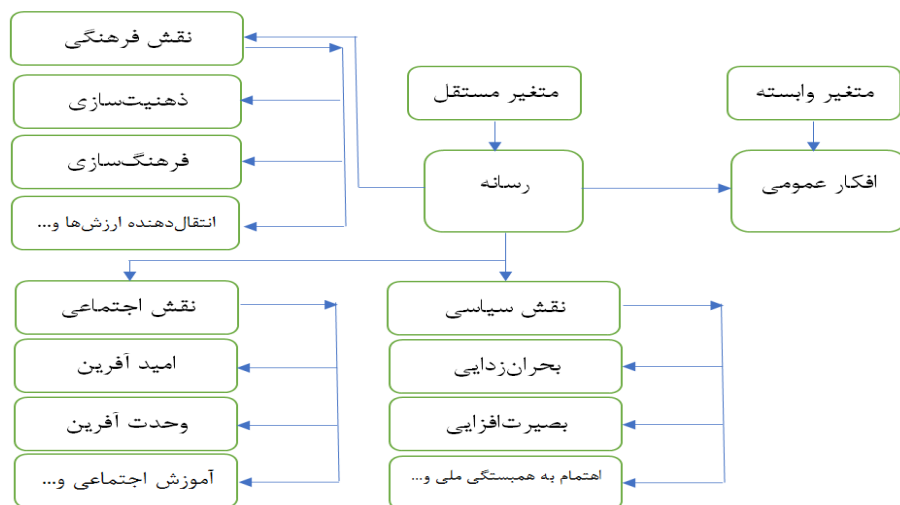 متغیر وابسته
افکار عمومی
متغیر مستقل
رسانه
نقش فرهنگی
ذهنیت‌سازی
فرهنگ‌سازی
انتقال‌دهنده ارزش‌ها و...
نقش سیاسی
بحران‌زدایی
بصیرت‌افزایی
اهتمام به همبستگی ملی و...
نقش اجتماعی
امید آفرین
وحدت آفرین
آموزش اجتماعی و...